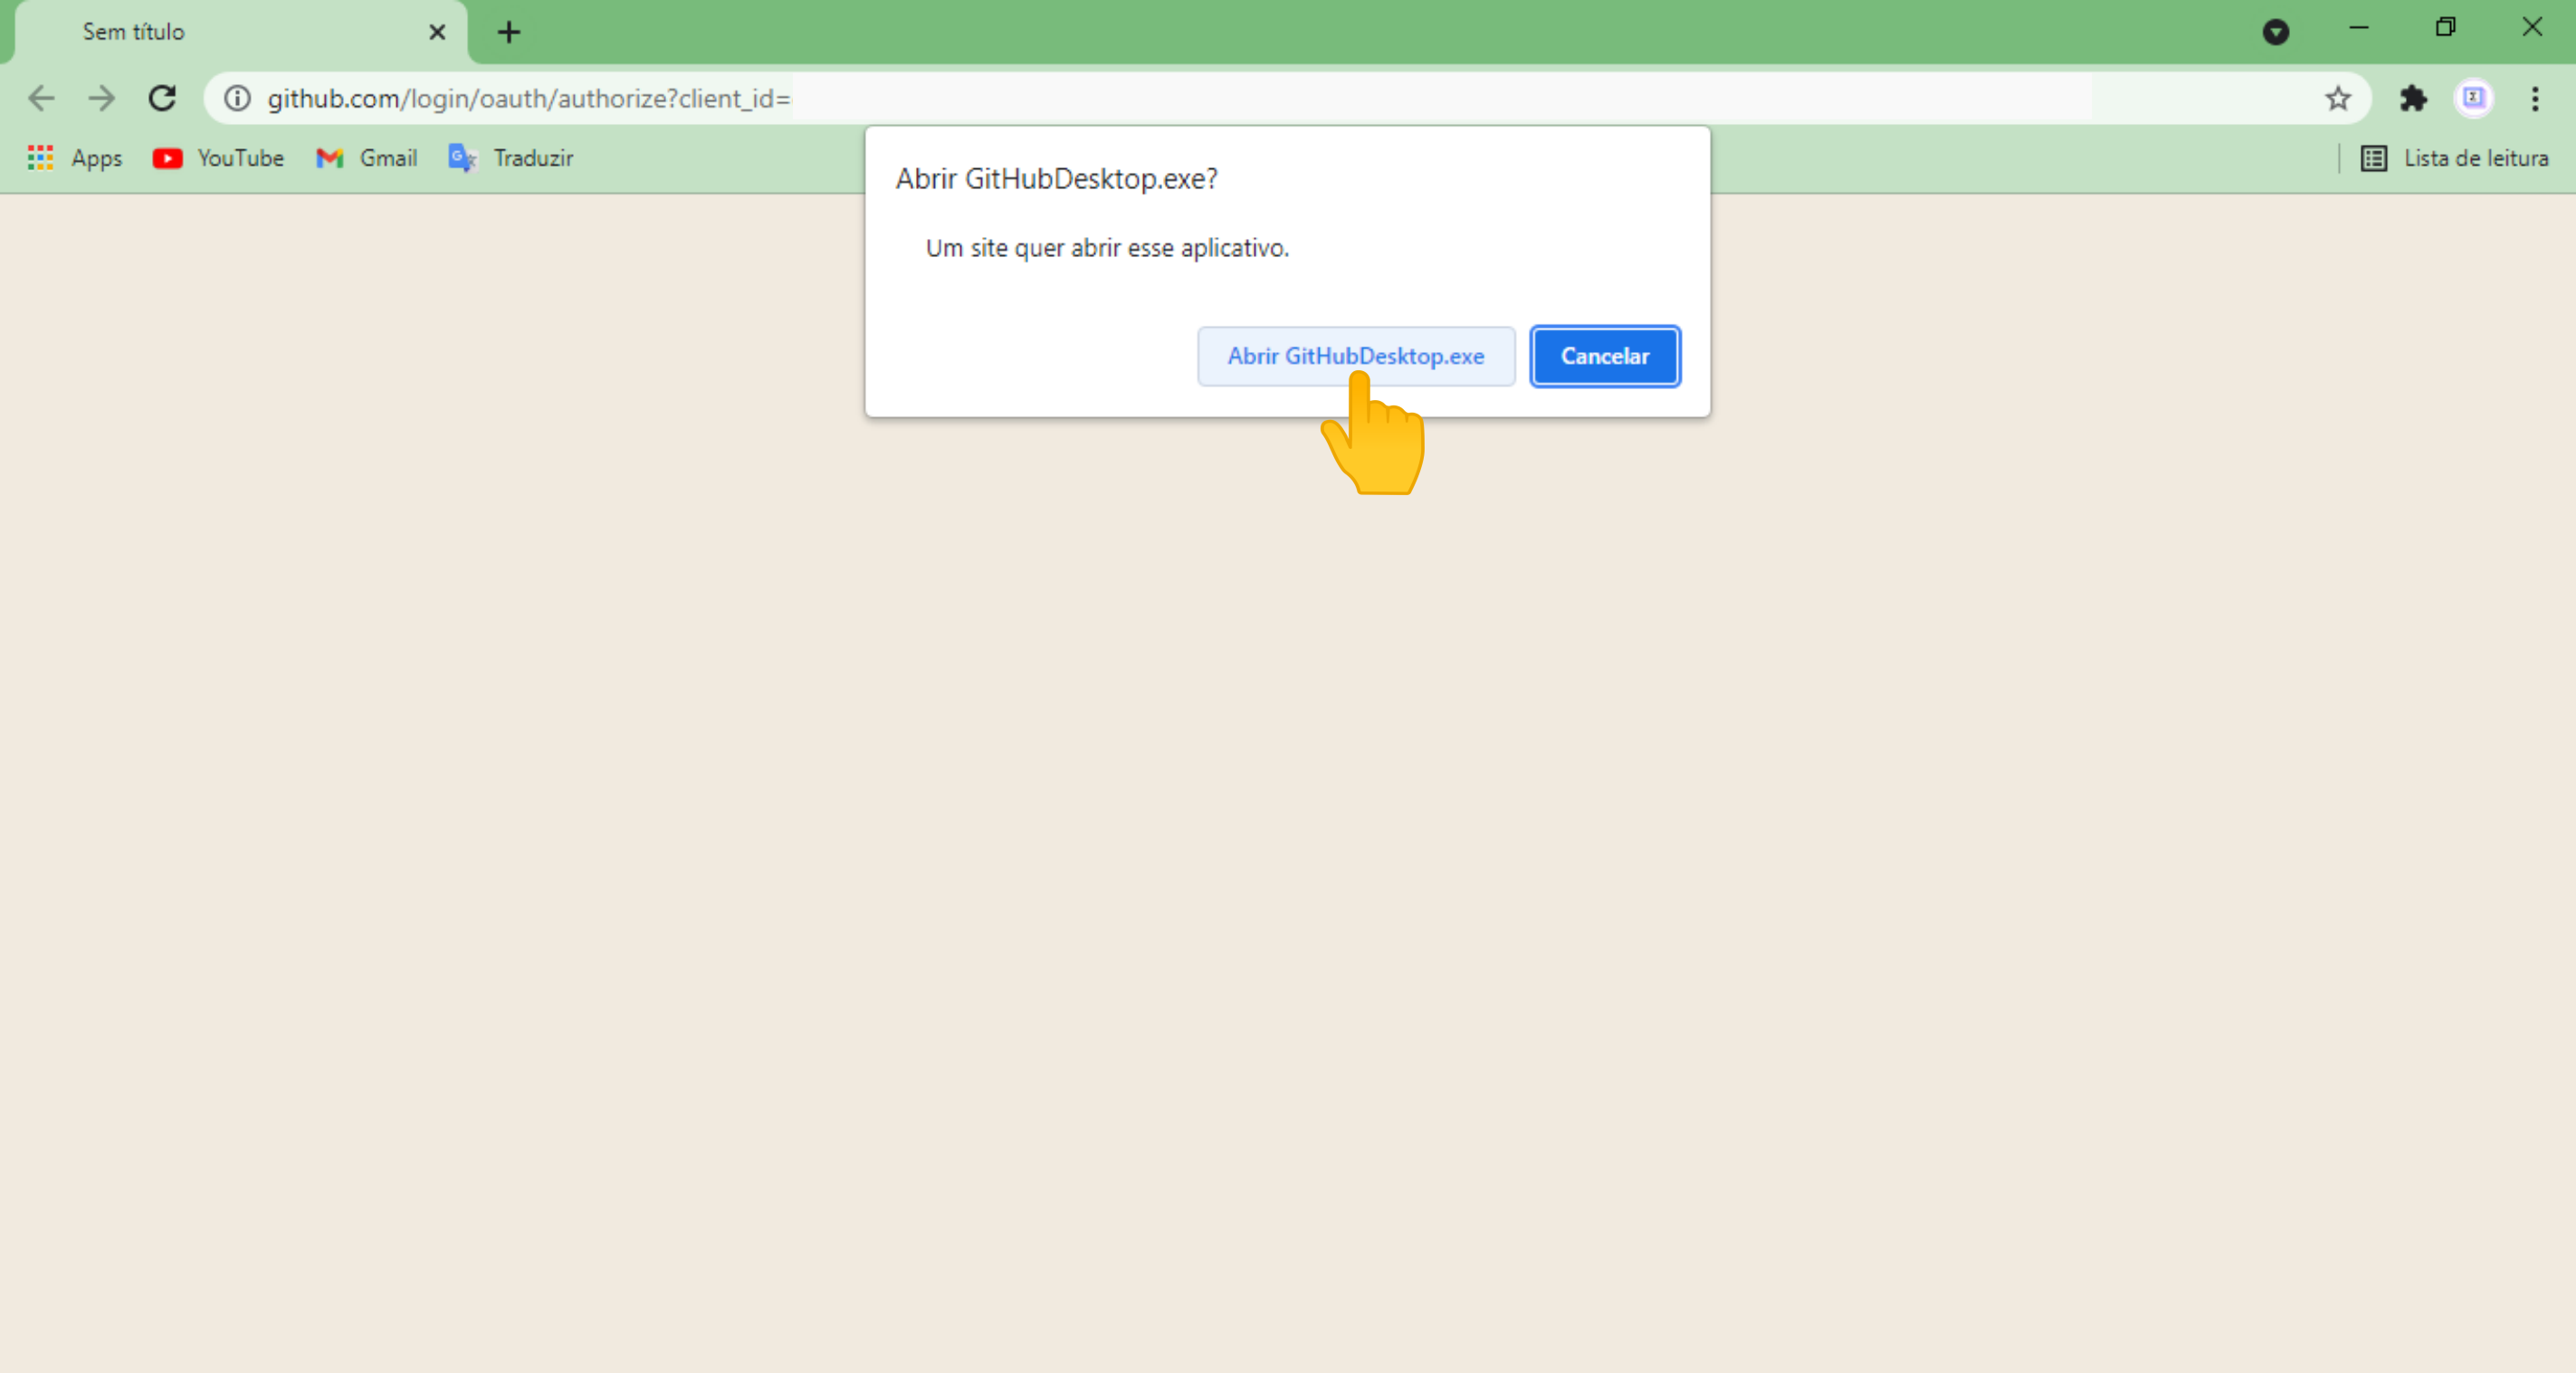 Sem título
github.com/login/oauth/authorize?client_id=
Apps YouTube Gmail Traduzir Lista de leitura
Abrir GitHubDesktop.exe?
Um site quer abrir esse aplicativo.
Abrir GitHubDesktop.exe Cancelar